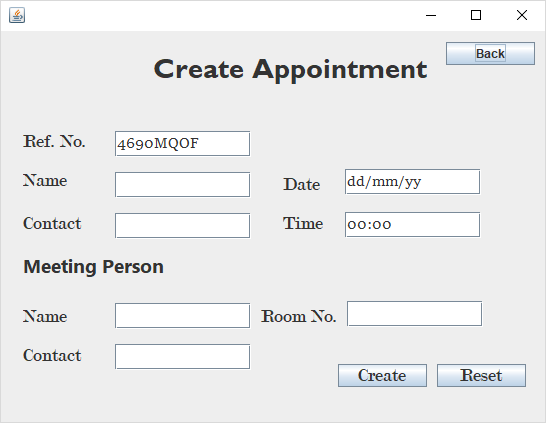 Back
Create Appointment
Ref. No. 4690MQOF
Name Date dd/mm/yy
Contact Time 00:00
Meeting Person
Name Room No.
Contact
Create Reset